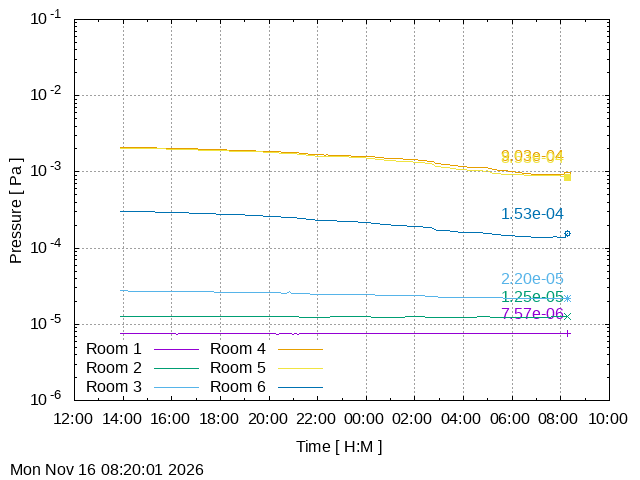 10^-1
10^-2
10^-3
10^-4
10^-5
10^-6
Pressure [ Pa ]
9.03e-04
1.53e-04
2.20e-05
1.25e-05
7.57e-06
Room 1 Room 4
Room 2 Room 5
Room 3 Room 6
12:00 14:00 16:00 18:00 20:00 22:00 00:00 02:00 04:00 06:00 08:00 10:00
Time [ H:M ]
Mon Nov 16 08:20:01 2026